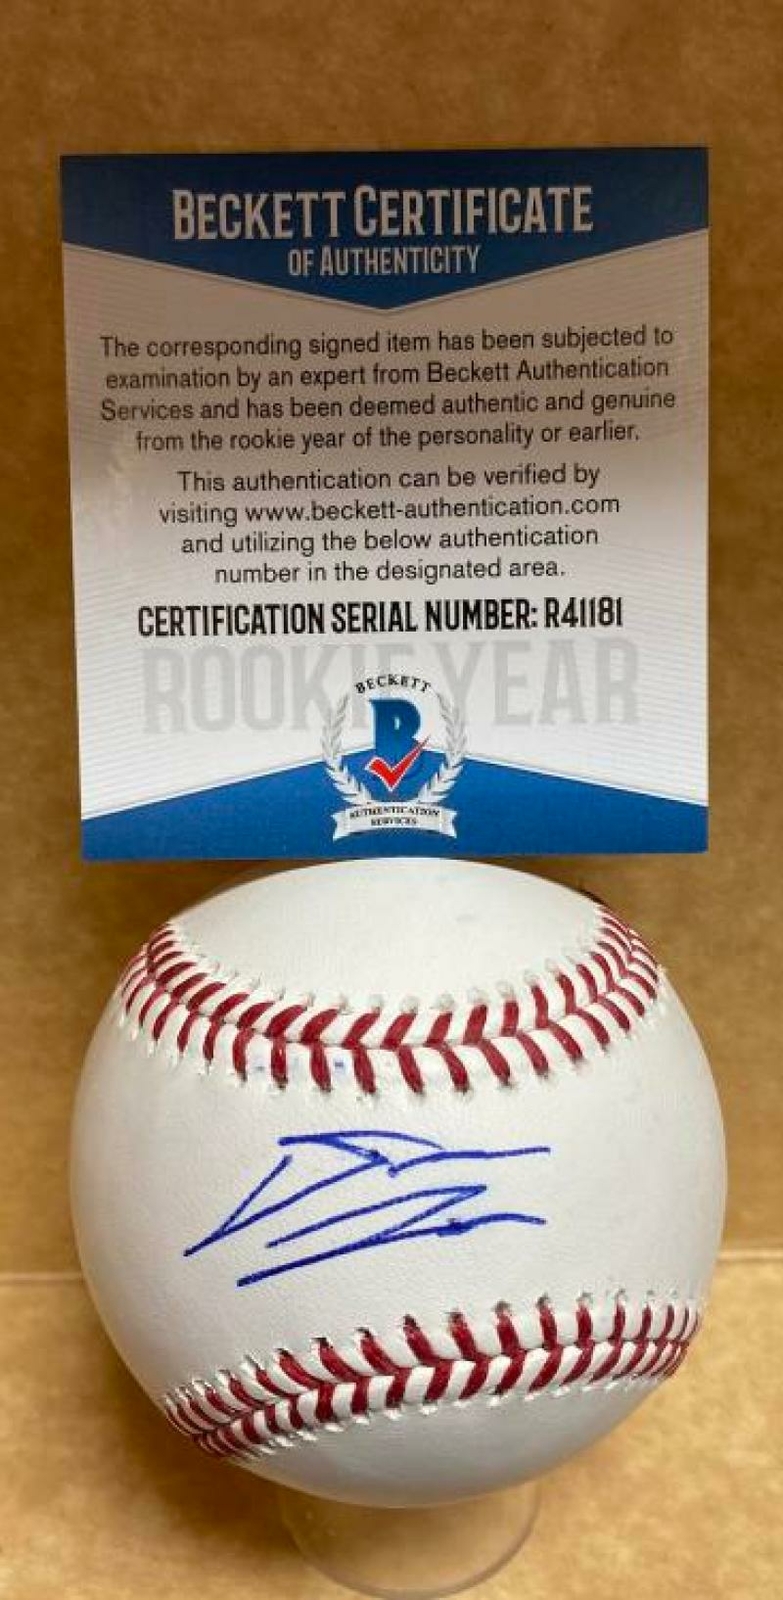 BECKETT CERTIFICATE
OF AUTHENTICITY
The corresponding signed item has been subjected to
examination by an expert from Beckett Authentication
Services and has been deemed authentic and genuine
from the rookie year of the personality or earlier.
This authentication can be verified by
visiting www.beckett-authentication.com
and utilizing the below authentication
number in the designated area.
CERTIFICATION SERIAL NUMBER: R41181
ROOKIE YEAR
BECKETT
B
AUTHENTICATION
SERVICES